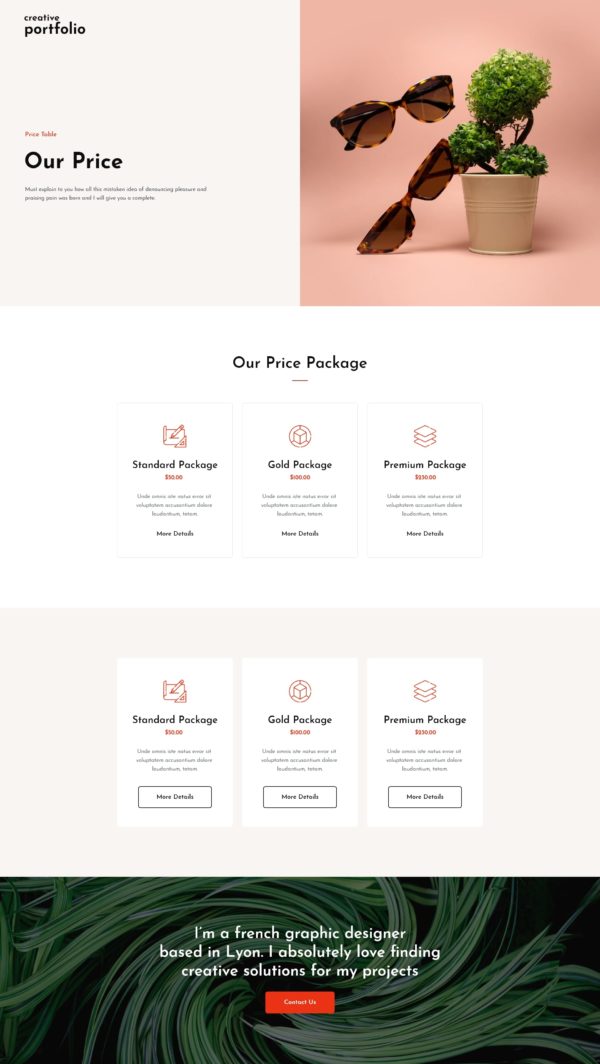 creative
portfolio
Price Table
Our Price
Must explain to you how all this mistaken idea of denouncing pleasure and
praising pain was born and I will give you a complete.
Our Price Package
Standard Package
$50.00
Unde omnis iste natus error sit
voluptatem accusantium dolore
laudantium, totam.
More Details
Gold Package
$100.00
Unde omnis iste natus error sit
voluptatem accusantium dolore
laudantium, totam.
More Details
Premium Package
$230.00
Unde omnis iste natus error sit
voluptatem accusantium dolore
laudantium, totam.
More Details
Standard Package
$50.00
Unde omnis iste natus error sit
voluptatem accusantium dolore
laudantium, totam.
More Details
Gold Package
$100.00
Unde omnis iste natus error sit
voluptatem accusantium dolore
laudantium, totam.
More Details
Premium Package
$230.00
Unde omnis iste natus error sit
voluptatem accusantium dolore
laudantium, totam.
More Details
I'm a french graphic designer
based in Lyon. I absolutely love finding
creative solutions for my projects
Contact Us